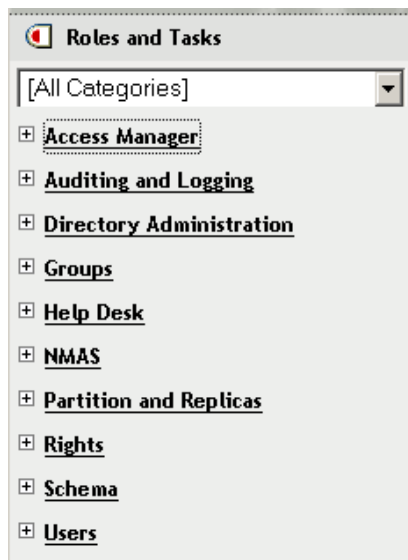 Roles and Tasks
[All Categories]
Access Manager
Auditing and Logging
Directory Administration
Groups
Help Desk
NMAS
Partition and Replicas
Rights
Schema
Users